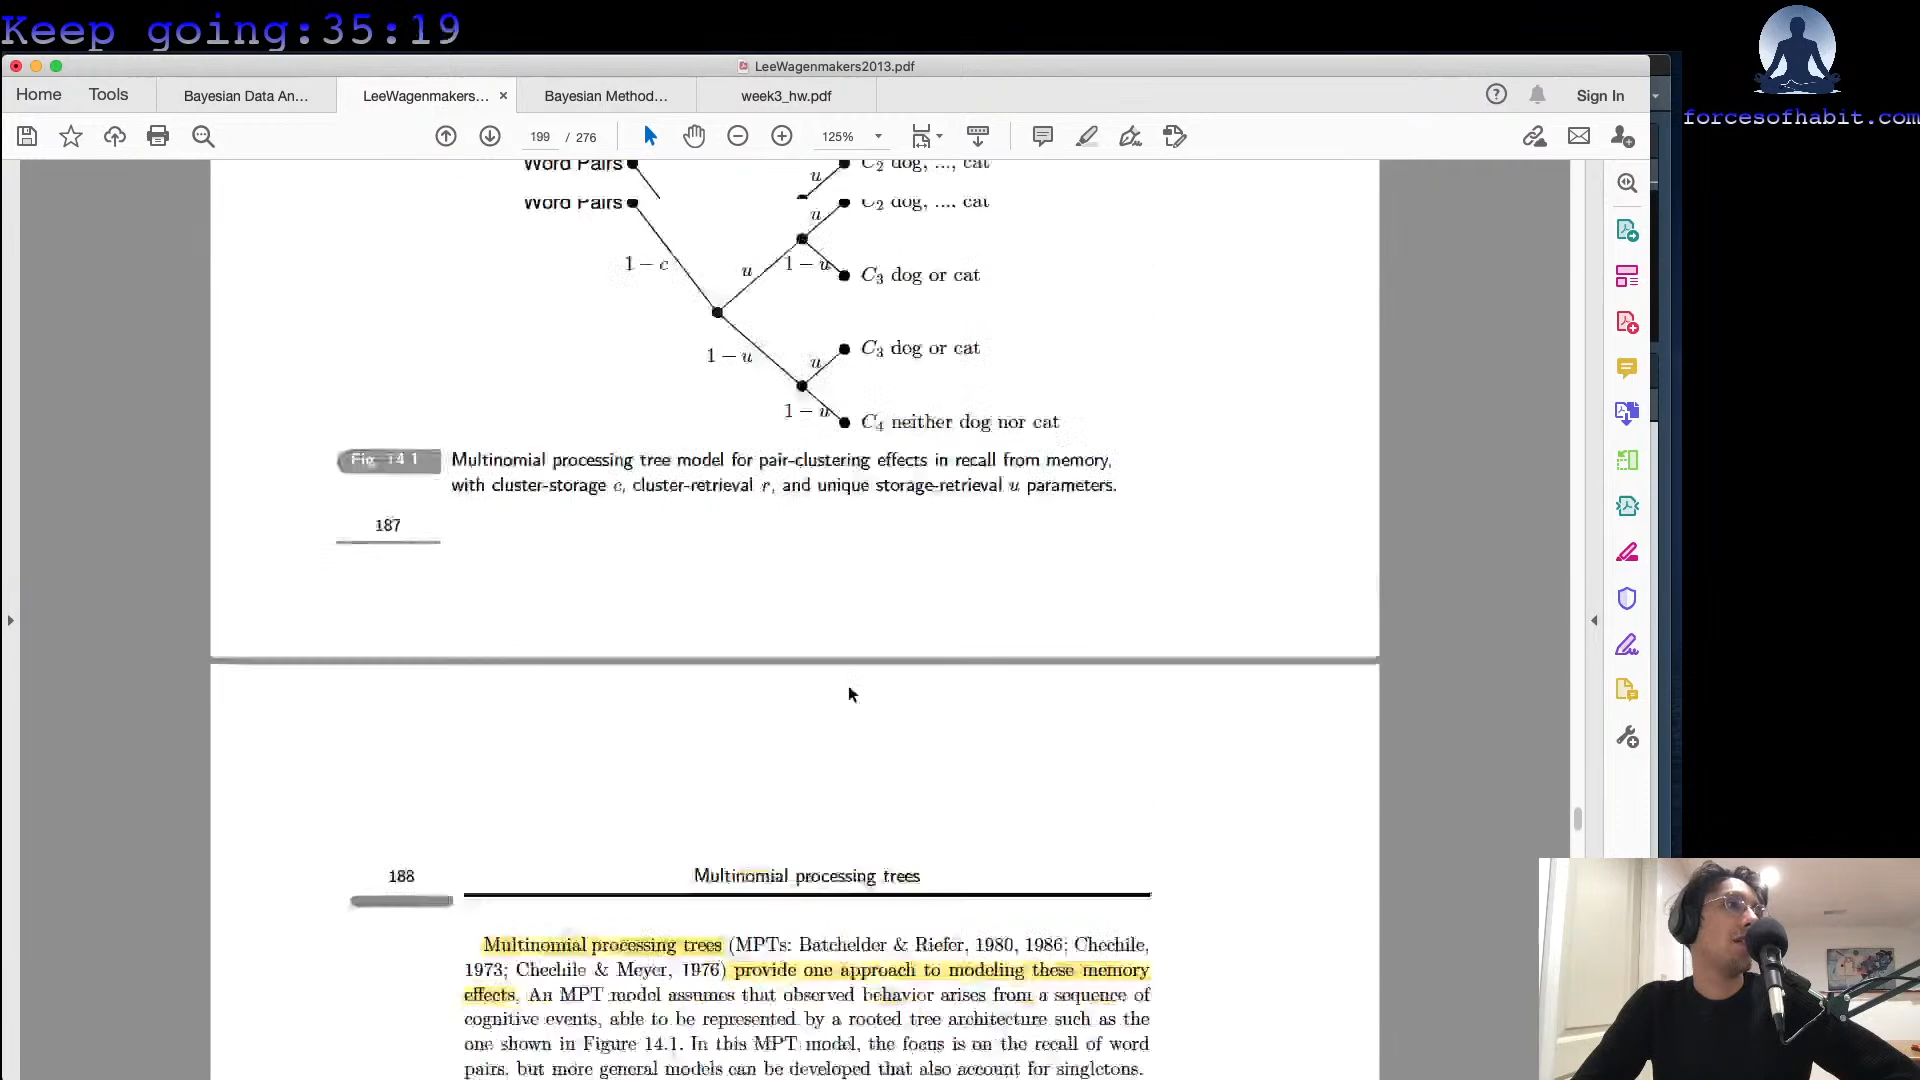 Keep going:35:19
forcesofhabit.com
LeeWagenmakers2013.pdf
Home Tools Bayesian Data An... LeeWagenmakers... × Bayesian Method... week3_hw.pdf Sign In
199 / 276 125%
Word Pairs u C2 dog, ..., cat
Word Pairs u C2 dog, ..., cat
1 − c u 1 − u C3 dog or cat
1 − u u C3 dog or cat
1 − u C4 neither dog nor cat
Fig 14.1 Multinomial processing tree model for pair-clustering effects in recall from memory,
with cluster-storage c, cluster-retrieval r, and unique storage-retrieval u parameters.
187
188 Multinomial processing trees
Multinomial processing trees (MPTs: Batchelder & Riefer, 1980, 1986; Chechile,
1973; Chechile & Meyer, 1976) provide one approach to modeling these memory
effects. An MPT model assumes that observed behavior arises from a sequence of
cognitive events, able to be represented by a rooted tree architecture such as the
one shown in Figure 14.1. In this MPT model, the focus is on the recall of word
pairs, but more general models can be developed that also account for singletons.